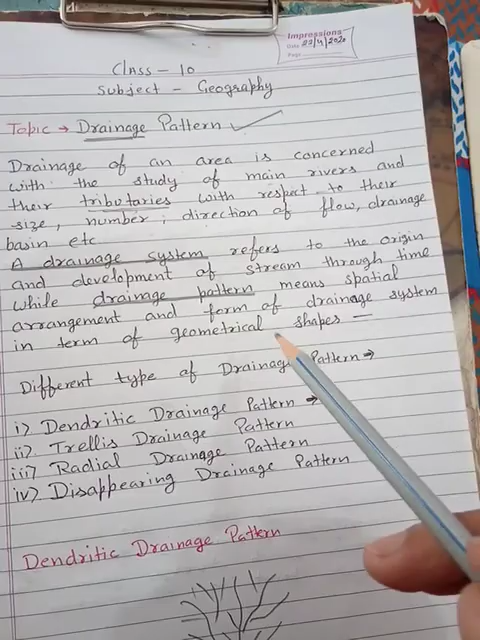 Impressions
Date 23/4/2020
Page
Class - 10
Subject - Geography
Topic → Drainage Pattern
Drainage of an area is concerned
with the study of main rivers and
their tributaries with respect to their
size, number, direction of flow, drainage
basin etc
A drainage system refers to the origin
and development of stream through time
while drainage pattern means spatial
arrangement and form of drainage system
in term of geometrical shapes —
Different type of Drainage Pattern →
i) Dendritic Drainage Pattern →
ii) Trellis Drainage Pattern
iii) Radial Drainage Pattern
iv) Disappearing Drainage Pattern
Dendritic Drainage Pattern